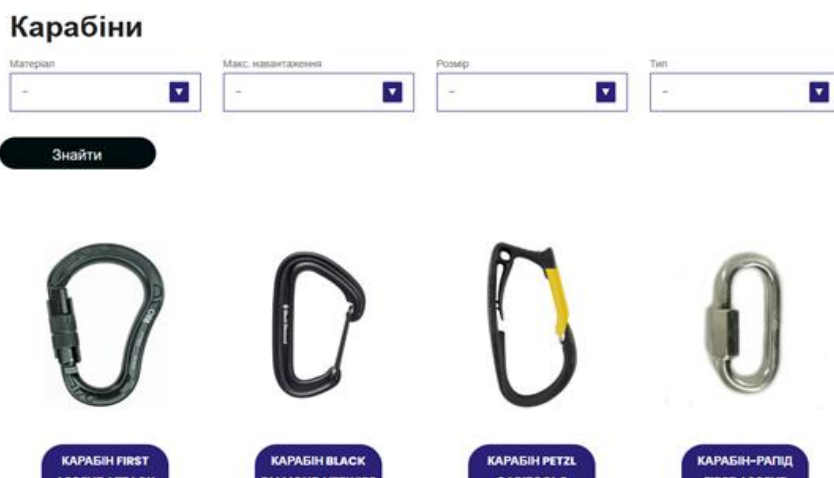 Карабіни
Матеріал
Макс. навантаження
Розмір
Тип
–
–
–
–
Знайти
КАРАБІН FIRST
КАРАБІН BLACK
КАРАБІН PETZL
КАРАБІН-РАПІД